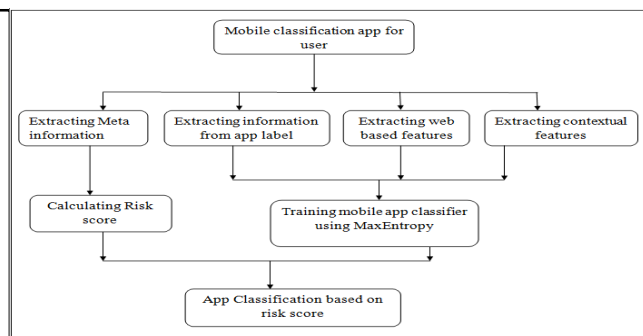 Mobile classification app for
user
Extracting Meta
information
Extracting information
from app label
Extracting web
based features
Extracting contextual
features
Calculating Risk
score
Training mobile app classifier
using MaxEntropy
App Classification based on
risk score